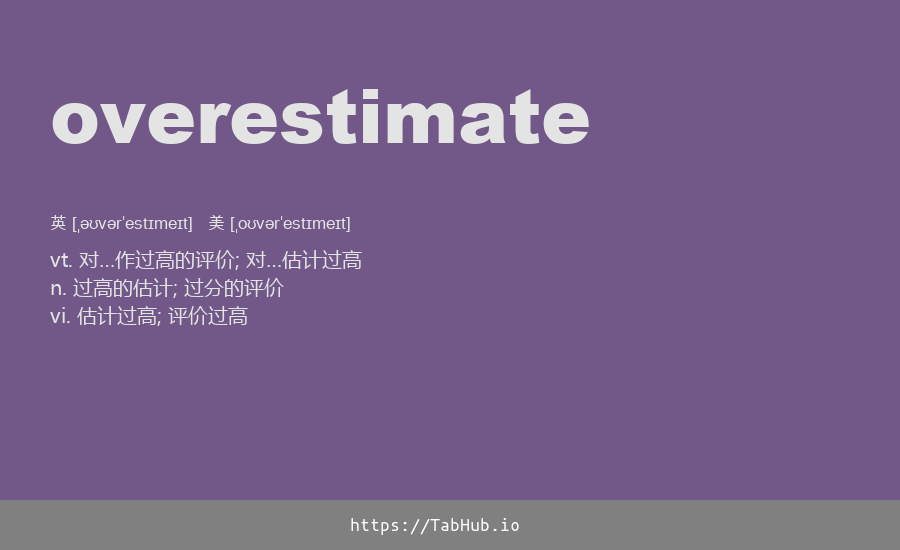 overestimate
英 [ˌəʊvərˈestɪmeɪt] 美 [ˌoʊvərˈestɪmeɪt]
vt. 对...作过高的评价; 对...估计过高
n. 过高的估计; 过分的评价
vi. 估计过高; 评价过高
https://TabHub.io